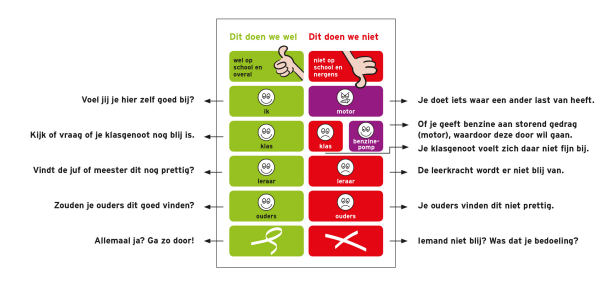 Dit doen we wel
Dit doen we niet
wel op
school en
overal
niet op
school en
nergens
Voel jij je hier zelf goed bij?
ik
motor
Je doet iets waar een ander last van heeft.
Kijk of vraag of je klasgenoot nog blij is.
klas
klas
benzine-
pomp
Of je geeft benzine aan storend gedrag
(motor), waardoor deze door wil gaan.
Je klasgenoot voelt zich daar niet fijn bij.
Vindt de juf of meester dit nog prettig?
leraar
leraar
De leerkracht wordt er niet blij van.
Zouden je ouders dit goed vinden?
ouders
ouders
Je ouders vinden dit niet prettig.
Allemaal ja? Ga zo door!
Iemand niet blij? Was dat je bedoeling?